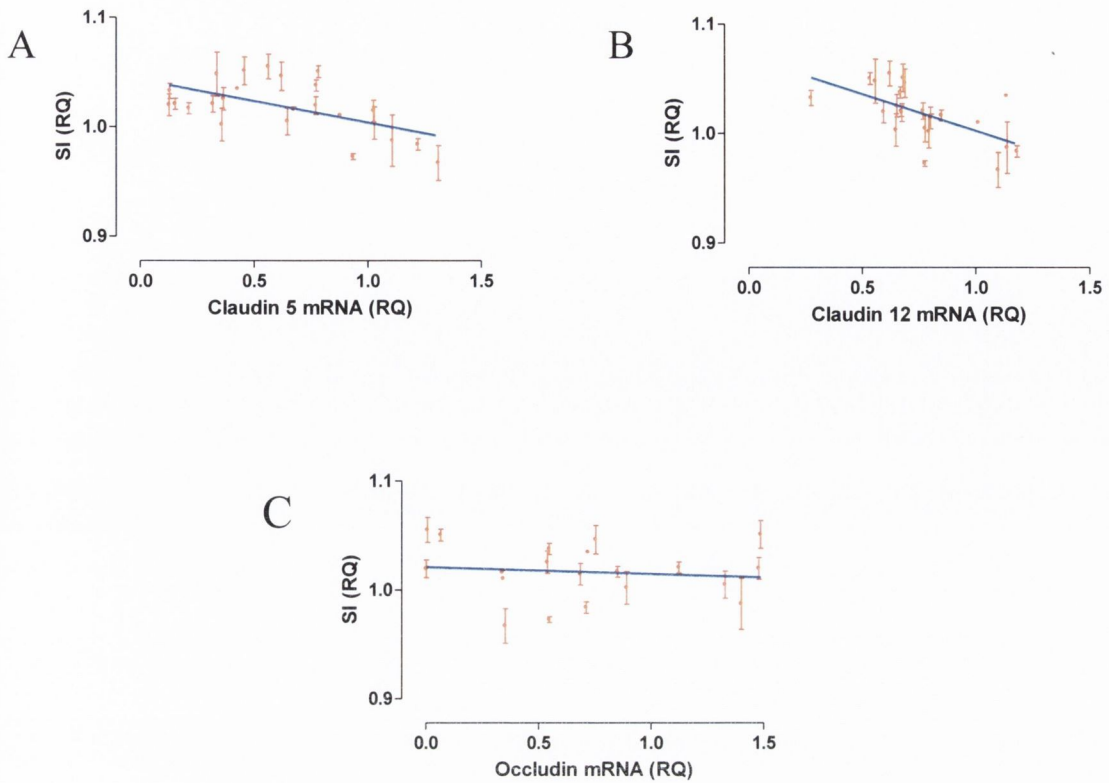 A
1.1
1.0
0.9
SI (RQ)
0.0 0.5 1.0 1.5
Claudin 5 mRNA (RQ)
B
1.1
1.0
0.9
SI (RQ)
0.0 0.5 1.0 1.5
Claudin 12 mRNA (RQ)
C
1.1
1.0
0.9
SI (RQ)
0.0 0.5 1.0 1.5
Occludin mRNA (RQ)